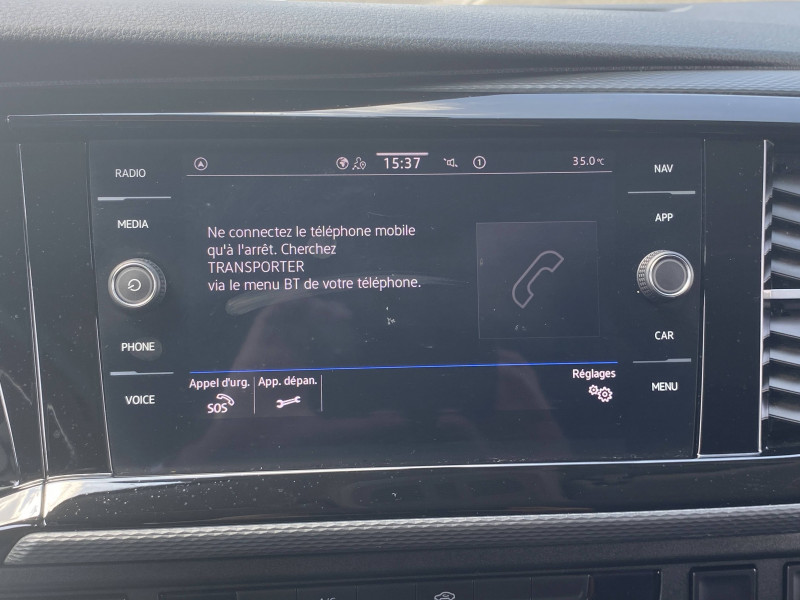 RADIO
15:37
1
35.0°C
NAV
MEDIA
APP
Ne connectez le téléphone mobile
qu'à l'arrêt. Cherchez
TRANSPORTER
via le menu BT de votre téléphone.
PHONE
CAR
VOICE
MENU
Appel d'urg.
App. dépan.
Réglages
SOS